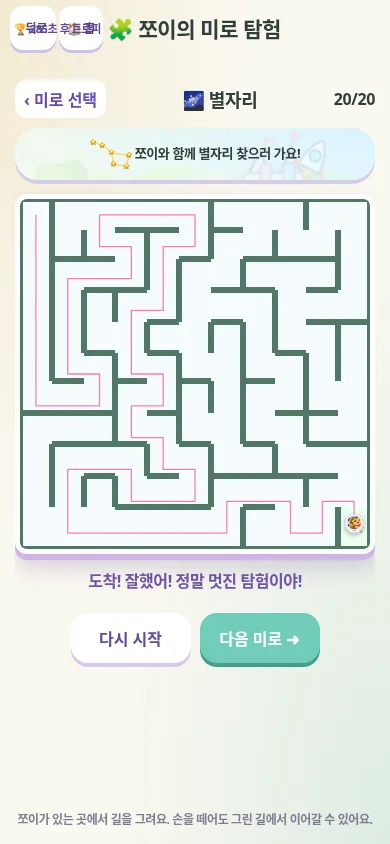 🧩 쪼이의 미로 탐험
‹ 미로 선택
🌌 별자리
20/20
쪼이와 함께 별자리 찾으러 가요!
도착! 잘했어! 정말 멋진 탐험이야!
다시 시작
다음 미로 ➜
쪼이가 있는 곳에서 길을 그려요. 손을 떼어도 그린 길에서 이어갈 수 있어요.